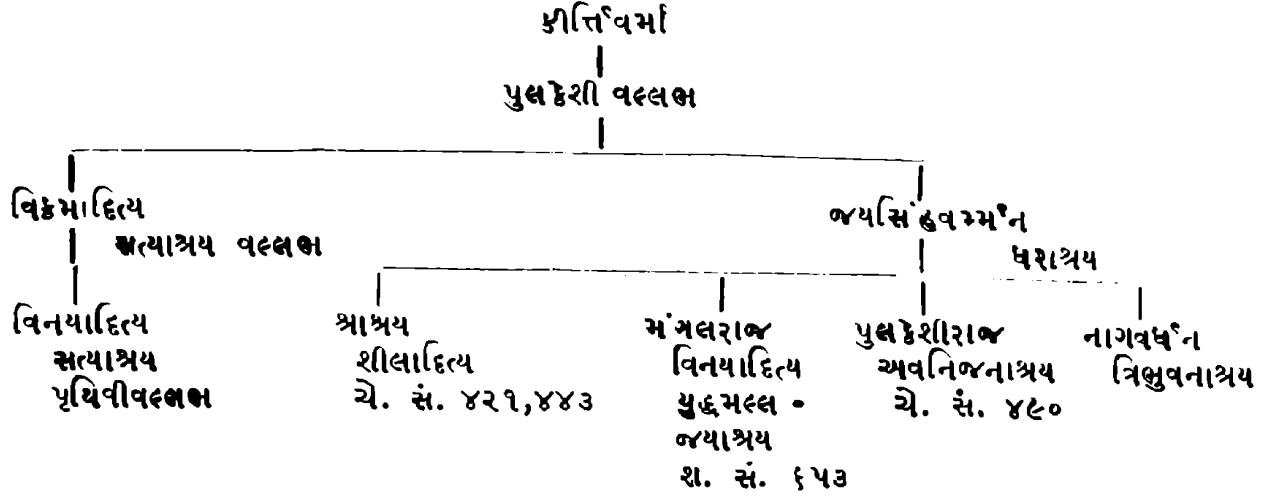 કીર્ત્તિવર્મા
પુલકેશી વલ્લભ
વિક્રમાદિત્ય
સત્યાશ્રય વલ્લભ
જયસિંહવર્મ્મન
ધરાશ્રય
વિનયાદિત્ય
સત્યાશ્રય
પૃથિવીવલ્લભ
શ્રાશ્રય
શીલાદિત્ય
ચે. સં. ૪૨૧,૪૪૩
મંગલરાજ
વિનયાદિત્ય
યુદ્ધમલ્લ
જયાશ્રય
શ. સં. ૬૫૩
પુલકેશીરાજ
અવનિજનાશ્રય
ચે. સં. ૪૯૦
નાગવર્ધન
ત્રિભુવનાશ્રય